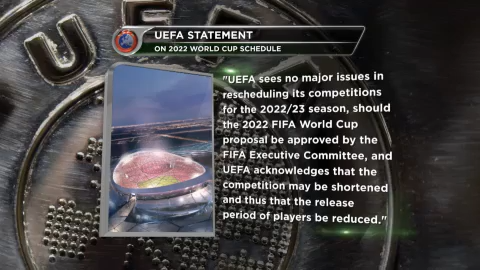 UEFA
UEFA STATEMENT
ON 2022 WORLD CUP SCHEDULE
"UEFA sees no major issues in
rescheduling its competitions
for the 2022/23 season, should
the 2022 FIFA World Cup
proposal be approved by the
FIFA Executive Committee, and
UEFA acknowledges that the
competition may be shortened
and thus that the release
period of players be reduced."